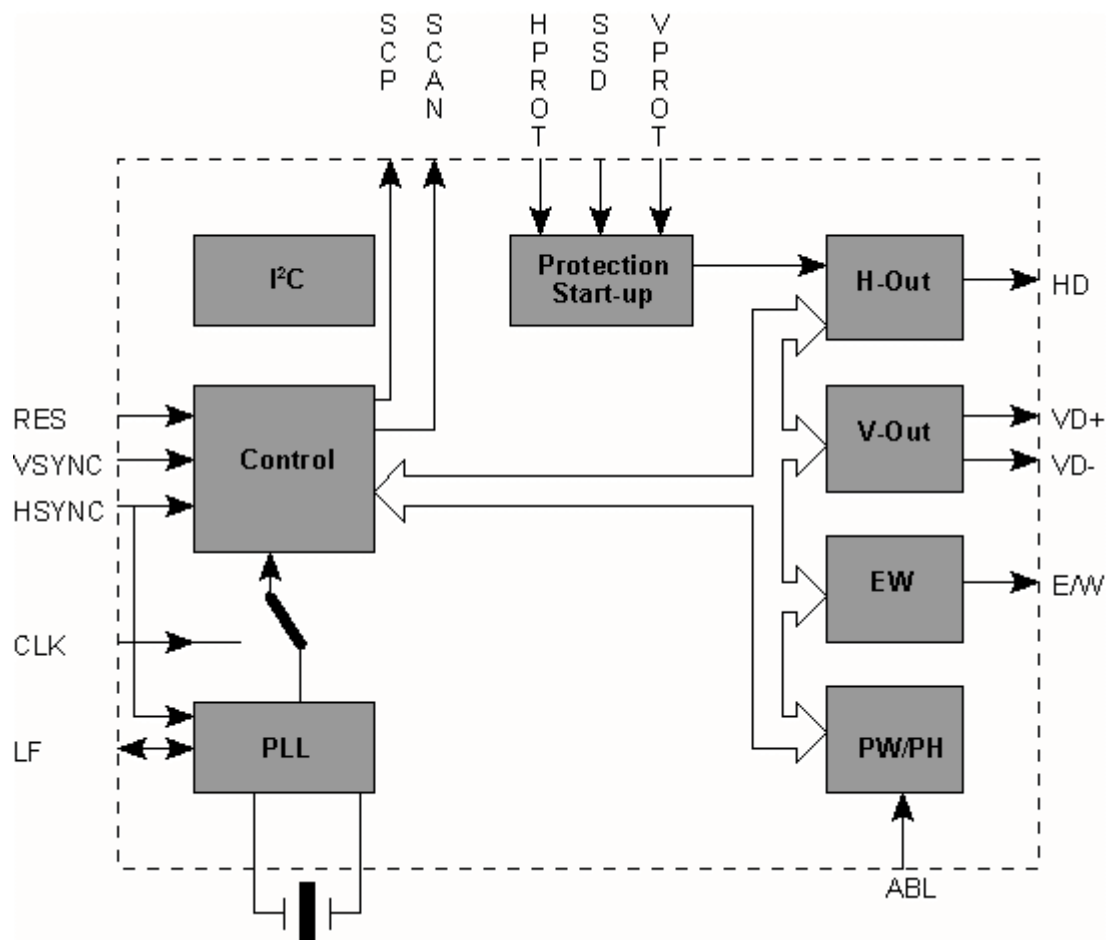 SCP
SCAN
HPROT
SSD
VPROT
I²C
Protection
Start-up
H-Out
HD
RES
VSYNC
HSYNC
Control
V-Out
VD+
VD-
EW
E/W
CLK
LF
PLL
PW/PH
ABL